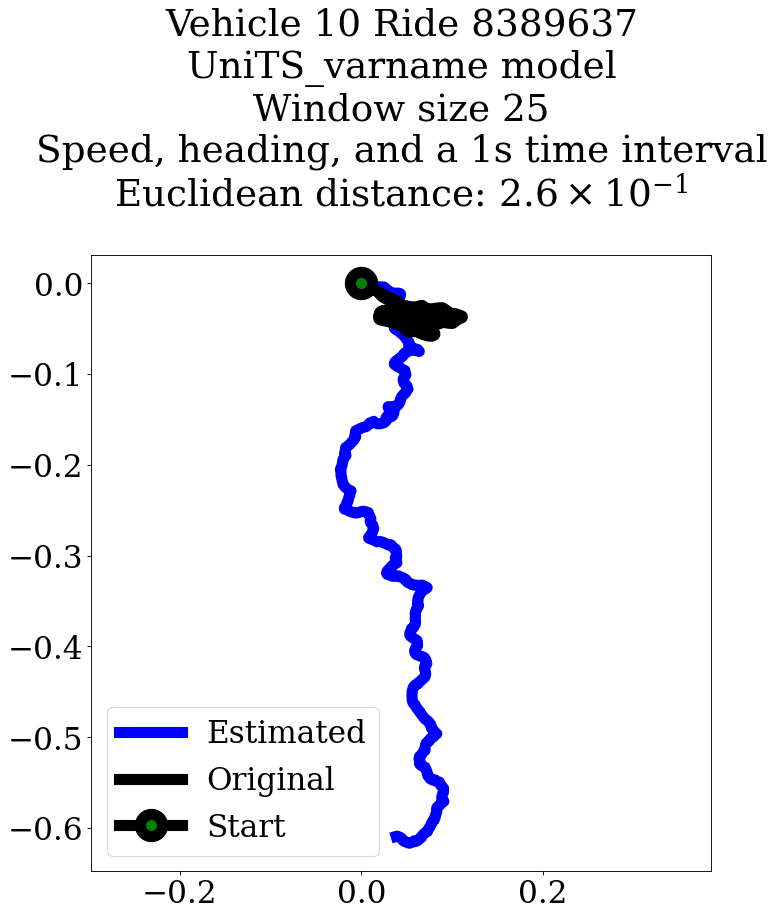 Vehicle 10 Ride 8389637
UniTS_varname model
Window size 25
Speed, heading, and a 1s time interval
Euclidean distance: 2.6 × 10⁻¹
0.0
−0.1
−0.2
−0.3
−0.4
−0.5
−0.6
Estimated
Original
Start
−0.2 0.0 0.2